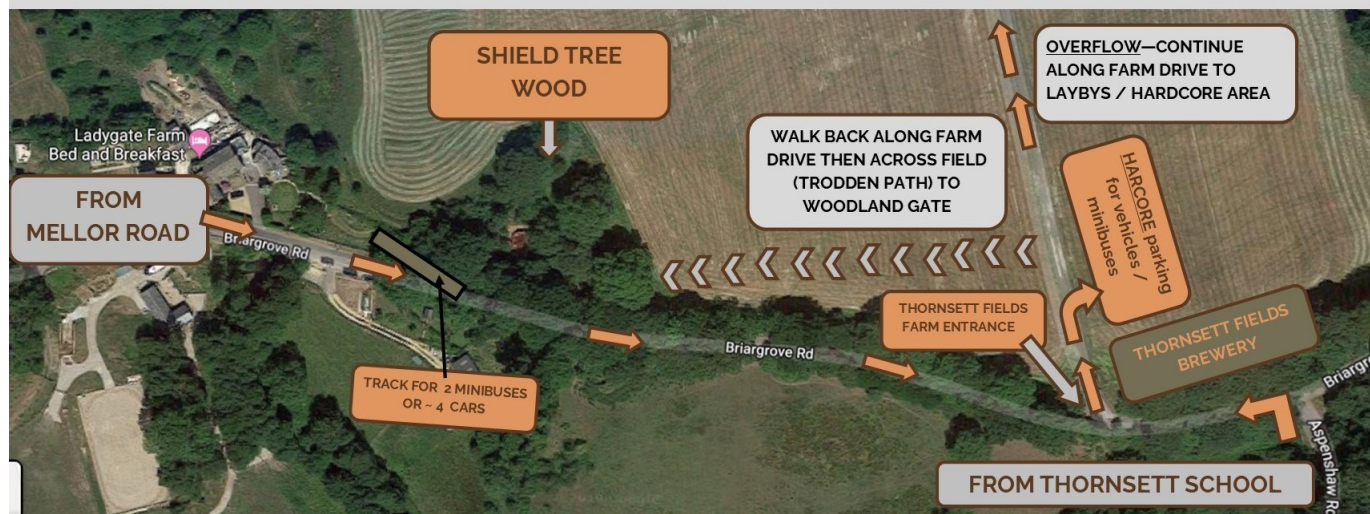 SHIELD TREE
WOOD
OVERFLOW—CONTINUE
ALONG FARM DRIVE TO
LAYBYS / HARDCORE AREA
Ladygate Farm
Bed and Breakfast
WALK BACK ALONG FARM
DRIVE THEN ACROSS FIELD
(TRODDEN PATH) TO
WOODLAND GATE
HARCORE parking
for vehicles /
minibuses
FROM
MELLOR ROAD
Briargrove Rd
THORNSETT FIELDS
FARM ENTRANCE
THORNSETT FIELDS
BREWERY
Briargrove Rd
TRACK FOR 2 MINIBUSES
OR ~ 4 CARS
Briargr
Aspenshaw Rd
FROM THORNSETT SCHOOL